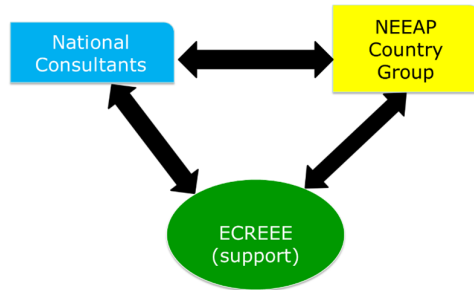 National
Consultants
NEEAP
Country
Group
ECREEE
(support)